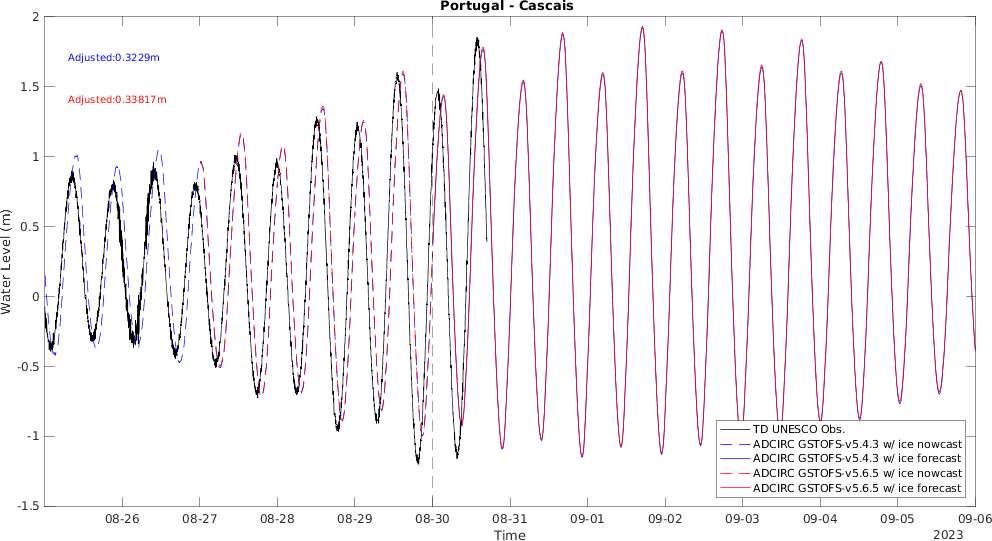 Portugal - Cascais
Adjusted:0.3229m
Adjusted:0.33817m
Water Level (m)
2
1.5
1
0.5
0
-0.5
-1
-1.5
TD UNESCO Obs.
ADCIRC GSTOFS-v5.4.3 w/ ice nowcast
ADCIRC GSTOFS-v5.4.3 w/ ice forecast
ADCIRC GSTOFS-v5.6.5 w/ ice nowcast
ADCIRC GSTOFS-v5.6.5 w/ ice forecast
08-26 08-27 08-28 08-29 08-30 08-31 09-01 09-02 09-03 09-04 09-05 09-06
Time
2023